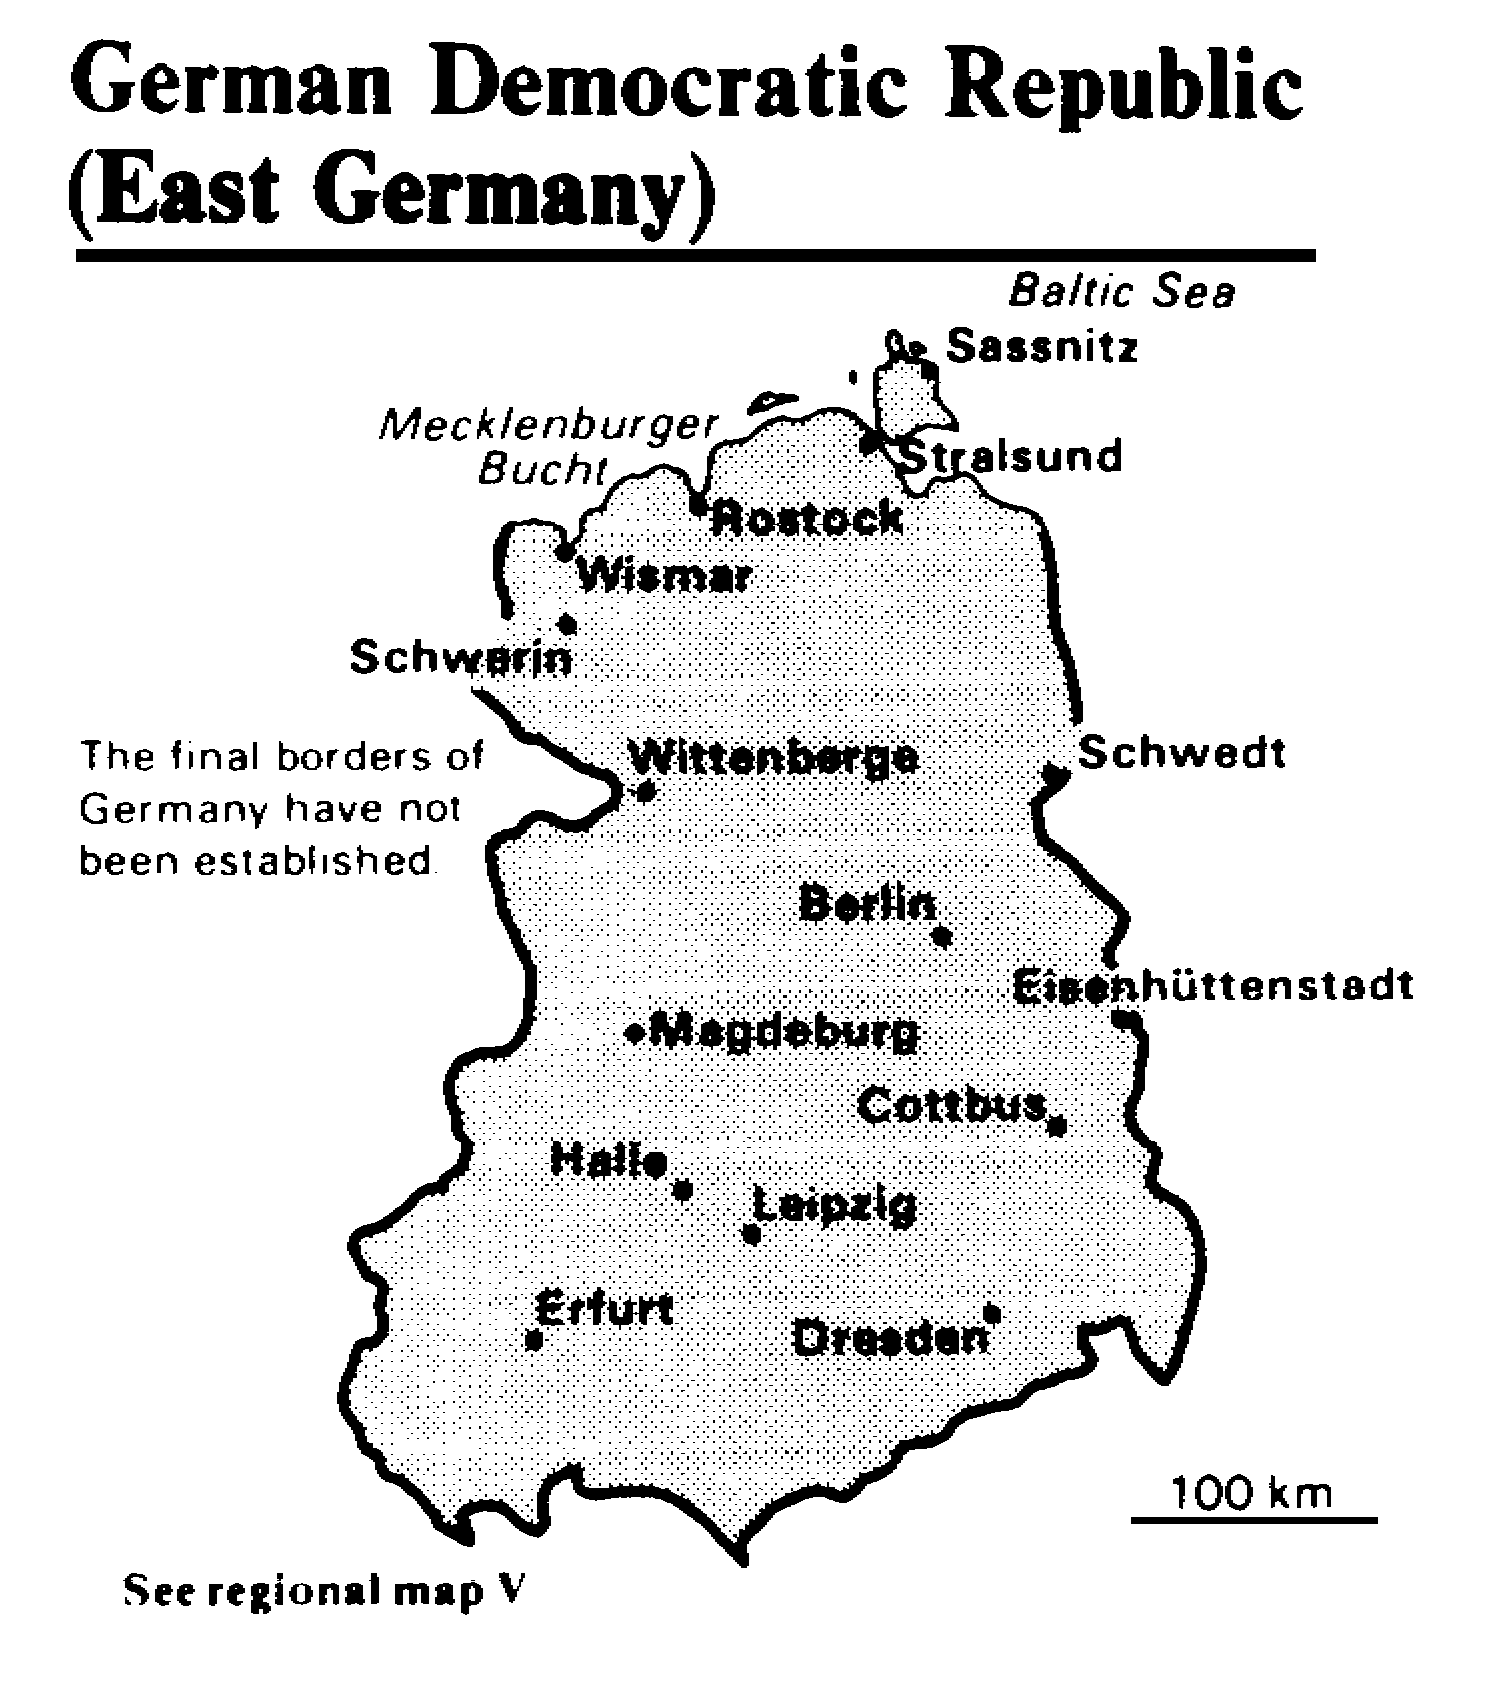 German Democratic Republic
(East Germany)
Baltic Sea
Sassnitz
Mecklenburger
Bucht
Stralsund
Rostock
Wismar
Schwerin
The final borders of
Germany have not
been established.
Wittenberge
Schwedt
Berlin
Eisenhüttenstadt
Magdeburg
Cottbus
Halle
Leipzig
Erfurt
Dresden
100 km
See regional map V